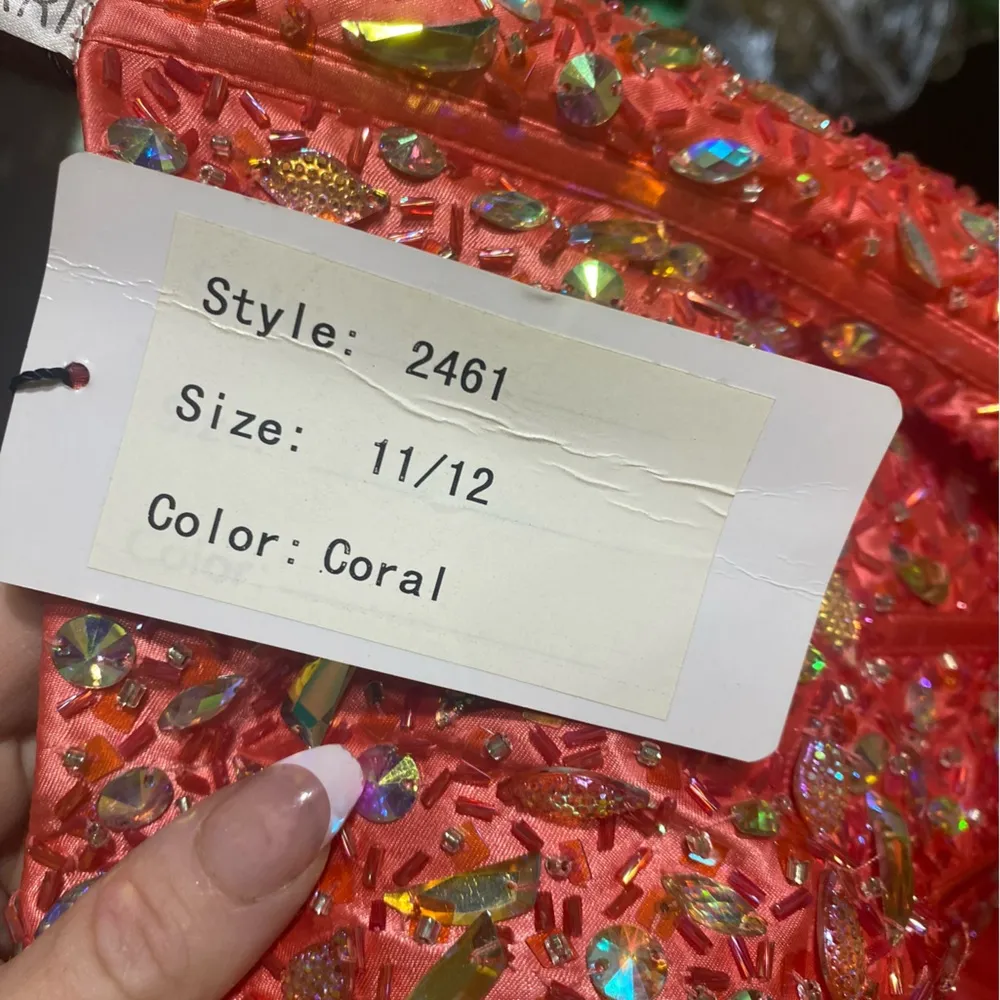 Style: 2461
Size: 11/12
Color: Coral